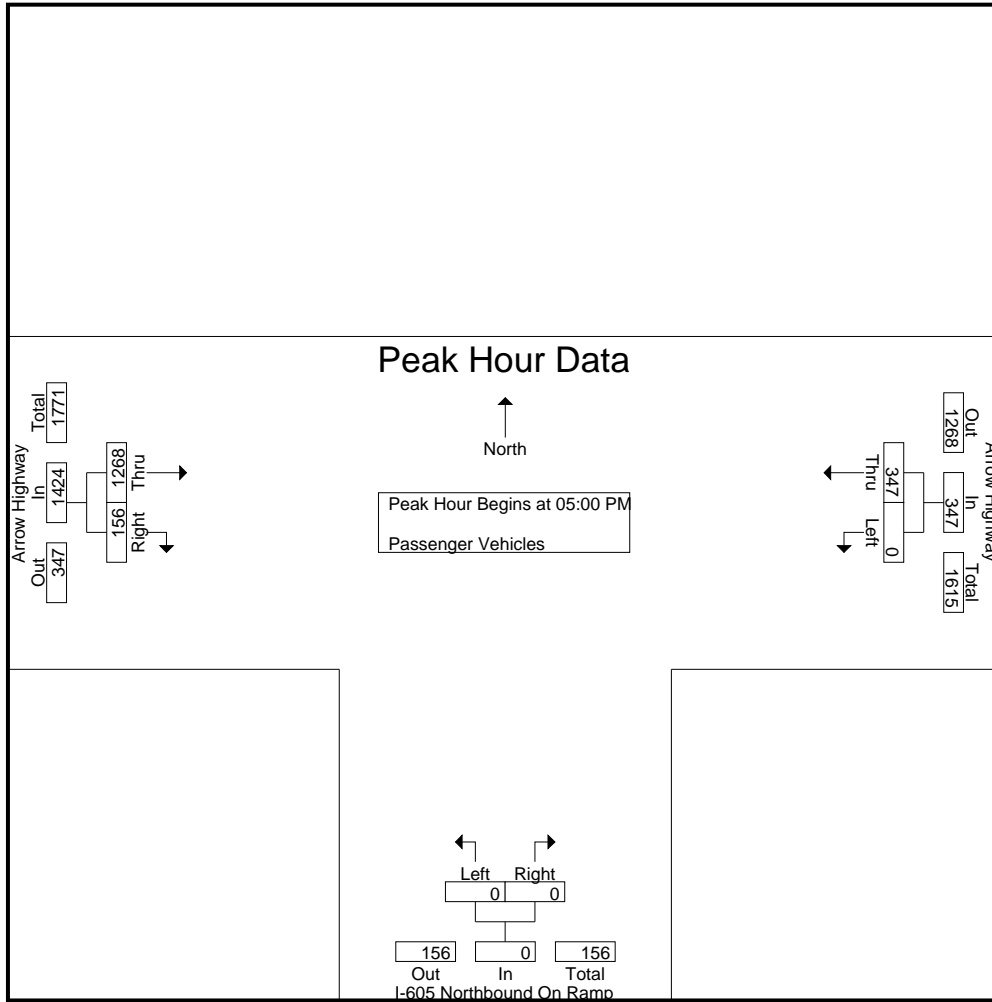 Peak Hour Data
North
Peak Hour Begins at 05:00 PM
Passenger Vehicles
Arrow Highway
Out In Total
347 1424 1771
Right Thru
156 1268
Arrow Highway
Out In Total
1268 347 1615
Thru Left
347 0
Left Right
0 0
156 0 156
Out In Total
I-605 Northbound On Ramp